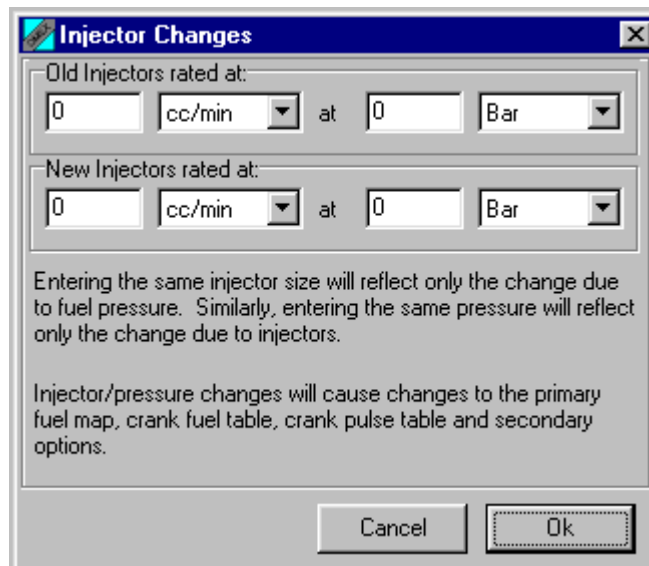 Injector Changes
Old Injectors rated at:
0 cc/min at 0 Bar
New Injectors rated at:
0 cc/min at 0 Bar
Entering the same injector size will reflect only the change due
to fuel pressure. Similarly, entering the same pressure will reflect
only the change due to injectors.
Injector/pressure changes will cause changes to the primary
fuel map, crank fuel table, crank pulse table and secondary
options.
Cancel Ok